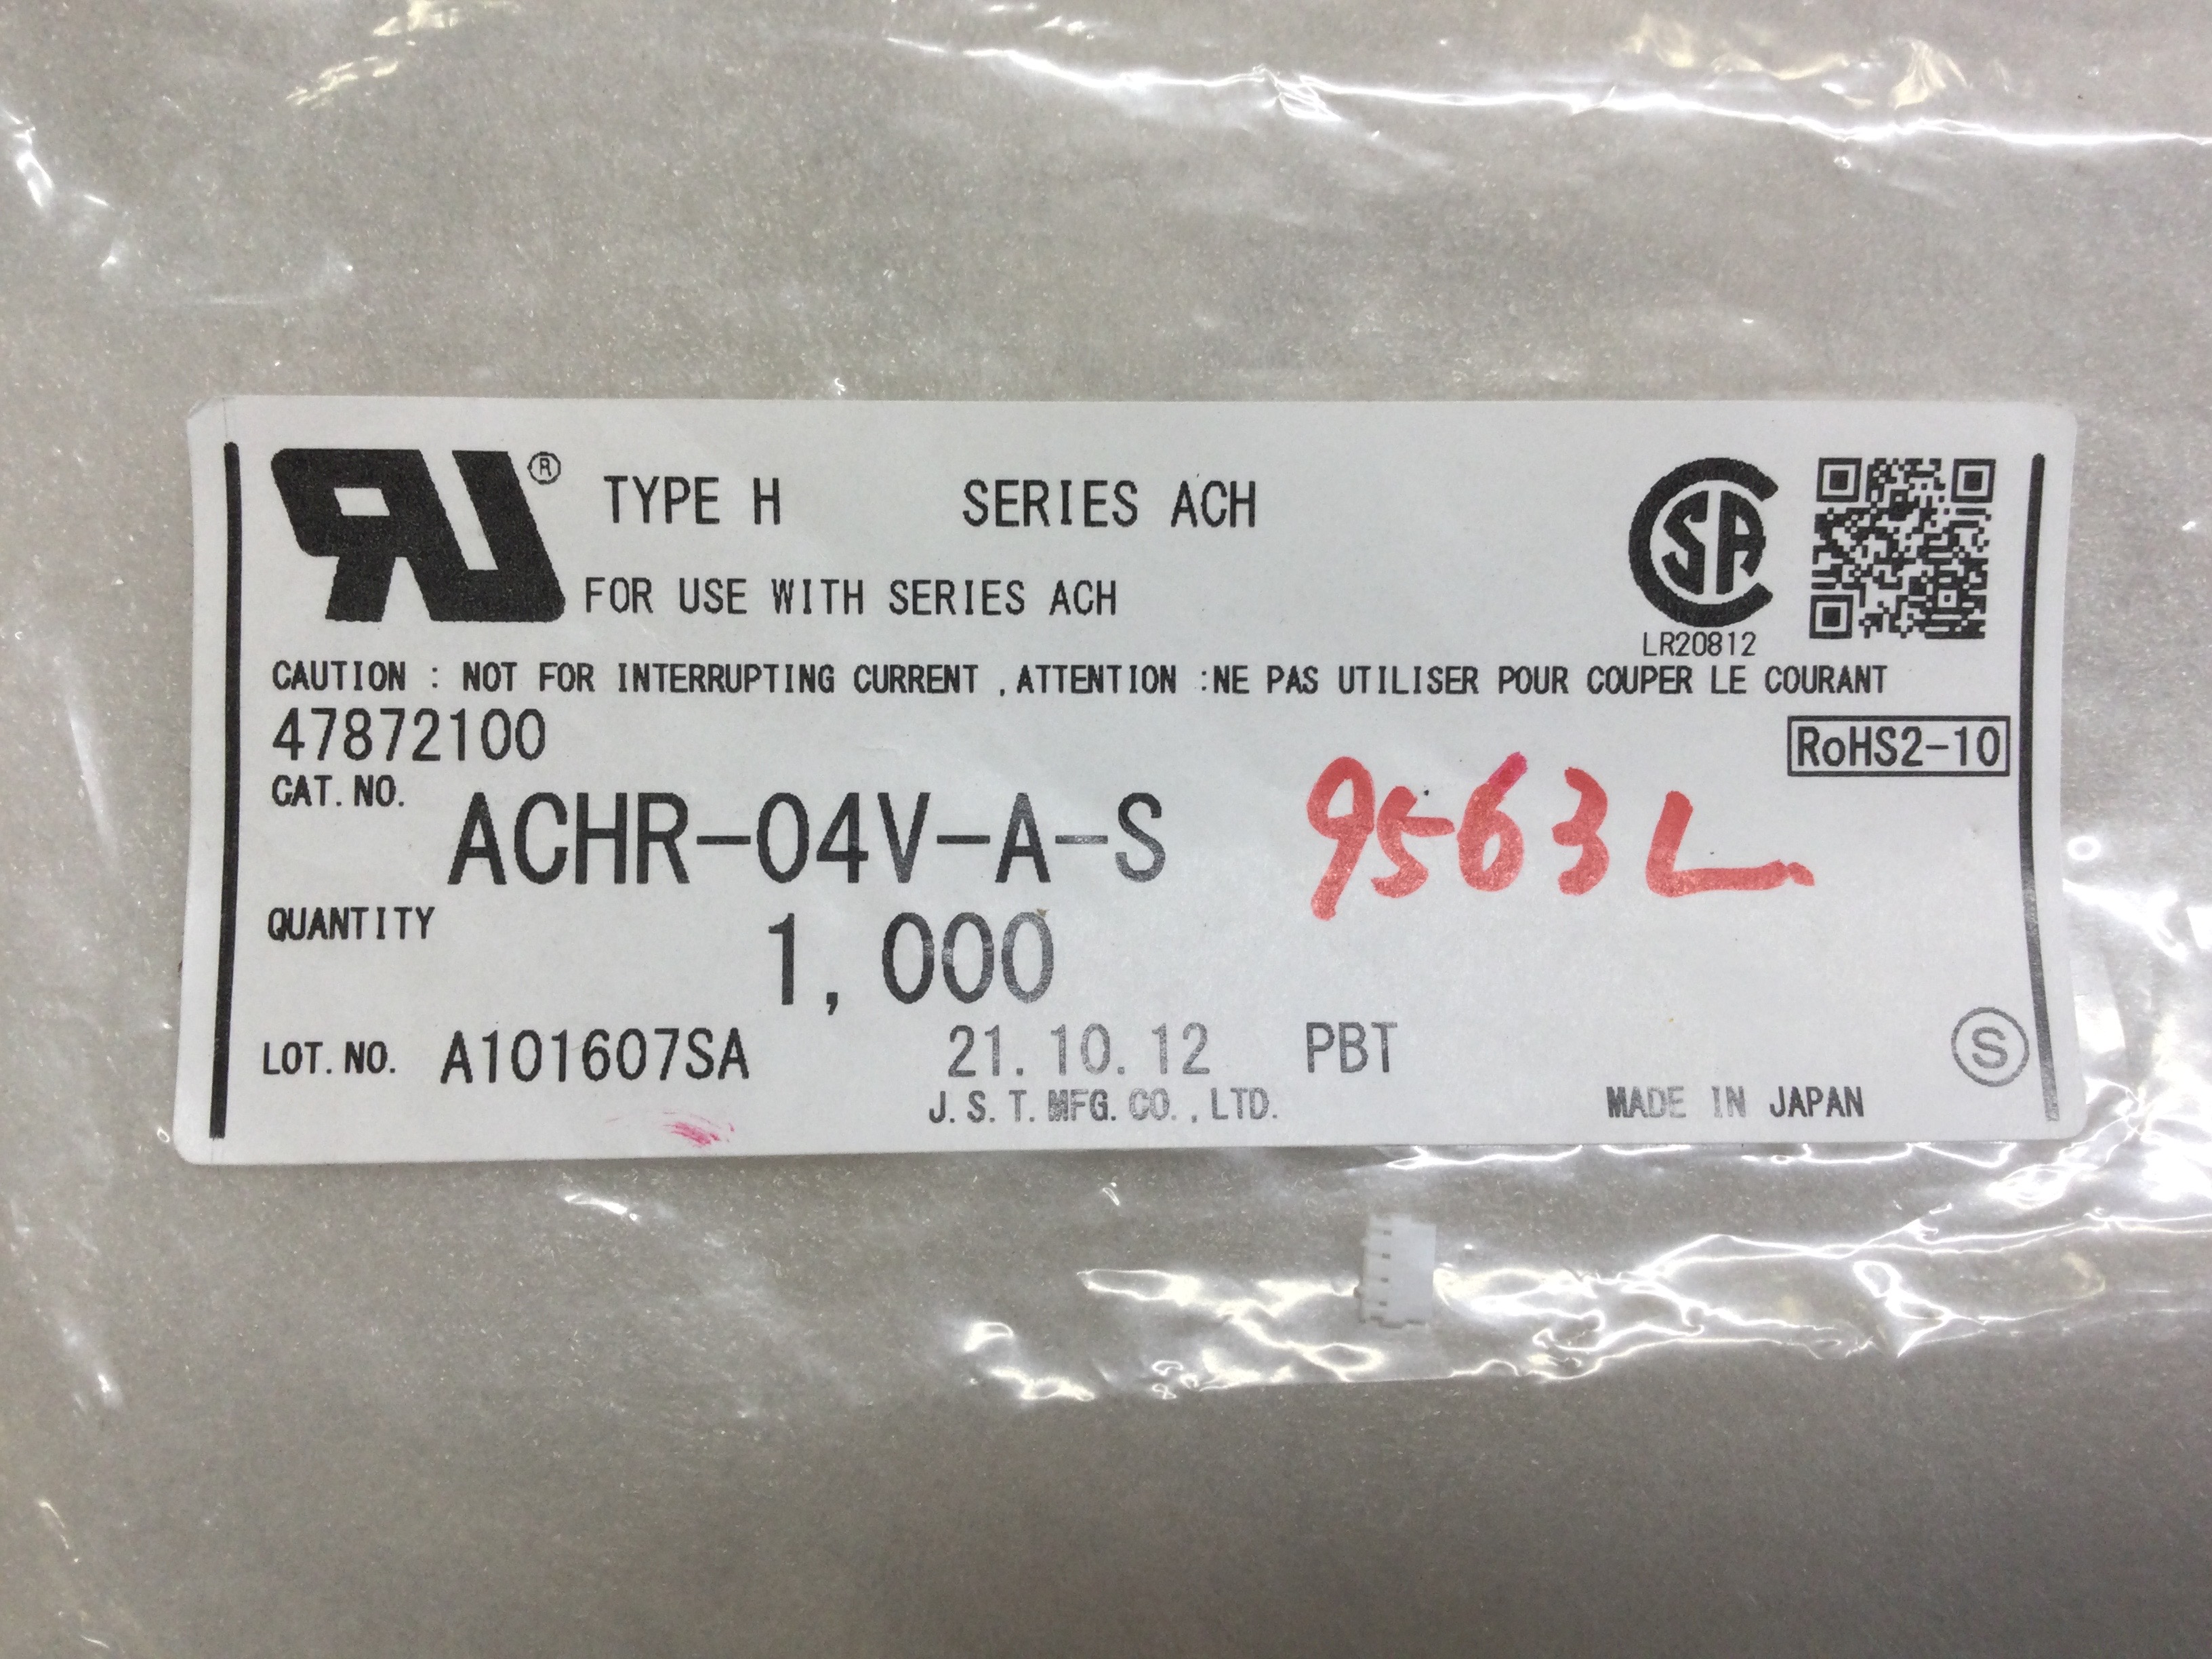 RU® TYPE H SERIES ACH
FOR USE WITH SERIES ACH
CSA
LR20812
CAUTION : NOT FOR INTERRUPTING CURRENT ,ATTENTION :NE PAS UTILISER POUR COUPER LE COURANT
47872100
RoHS2-10
CAT. NO. ACHR-04V-A-S 9563L
QUANTITY 1,000
LOT. NO. A101607SA 21.10.12 PBT
S
J.S.T.MFG.CO.,LTD. MADE IN JAPAN